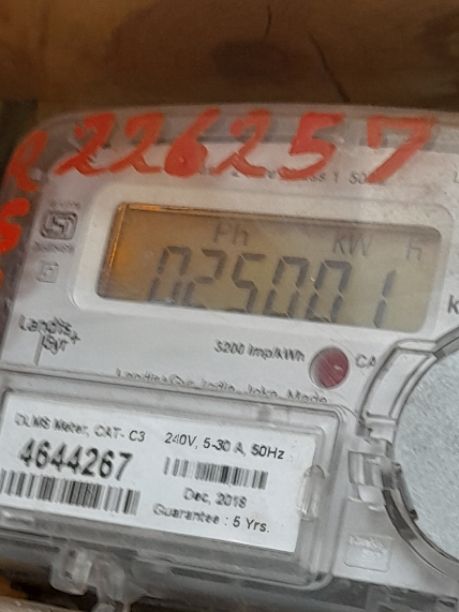 226257
Ph kW h
025001
Landis+
Gyr
3200 Imp/kWh
DLMS Meter, CAT- C3
4644267
240V, 5-30 A, 50Hz
Dec, 2018
Guarantee : 5 Yrs.